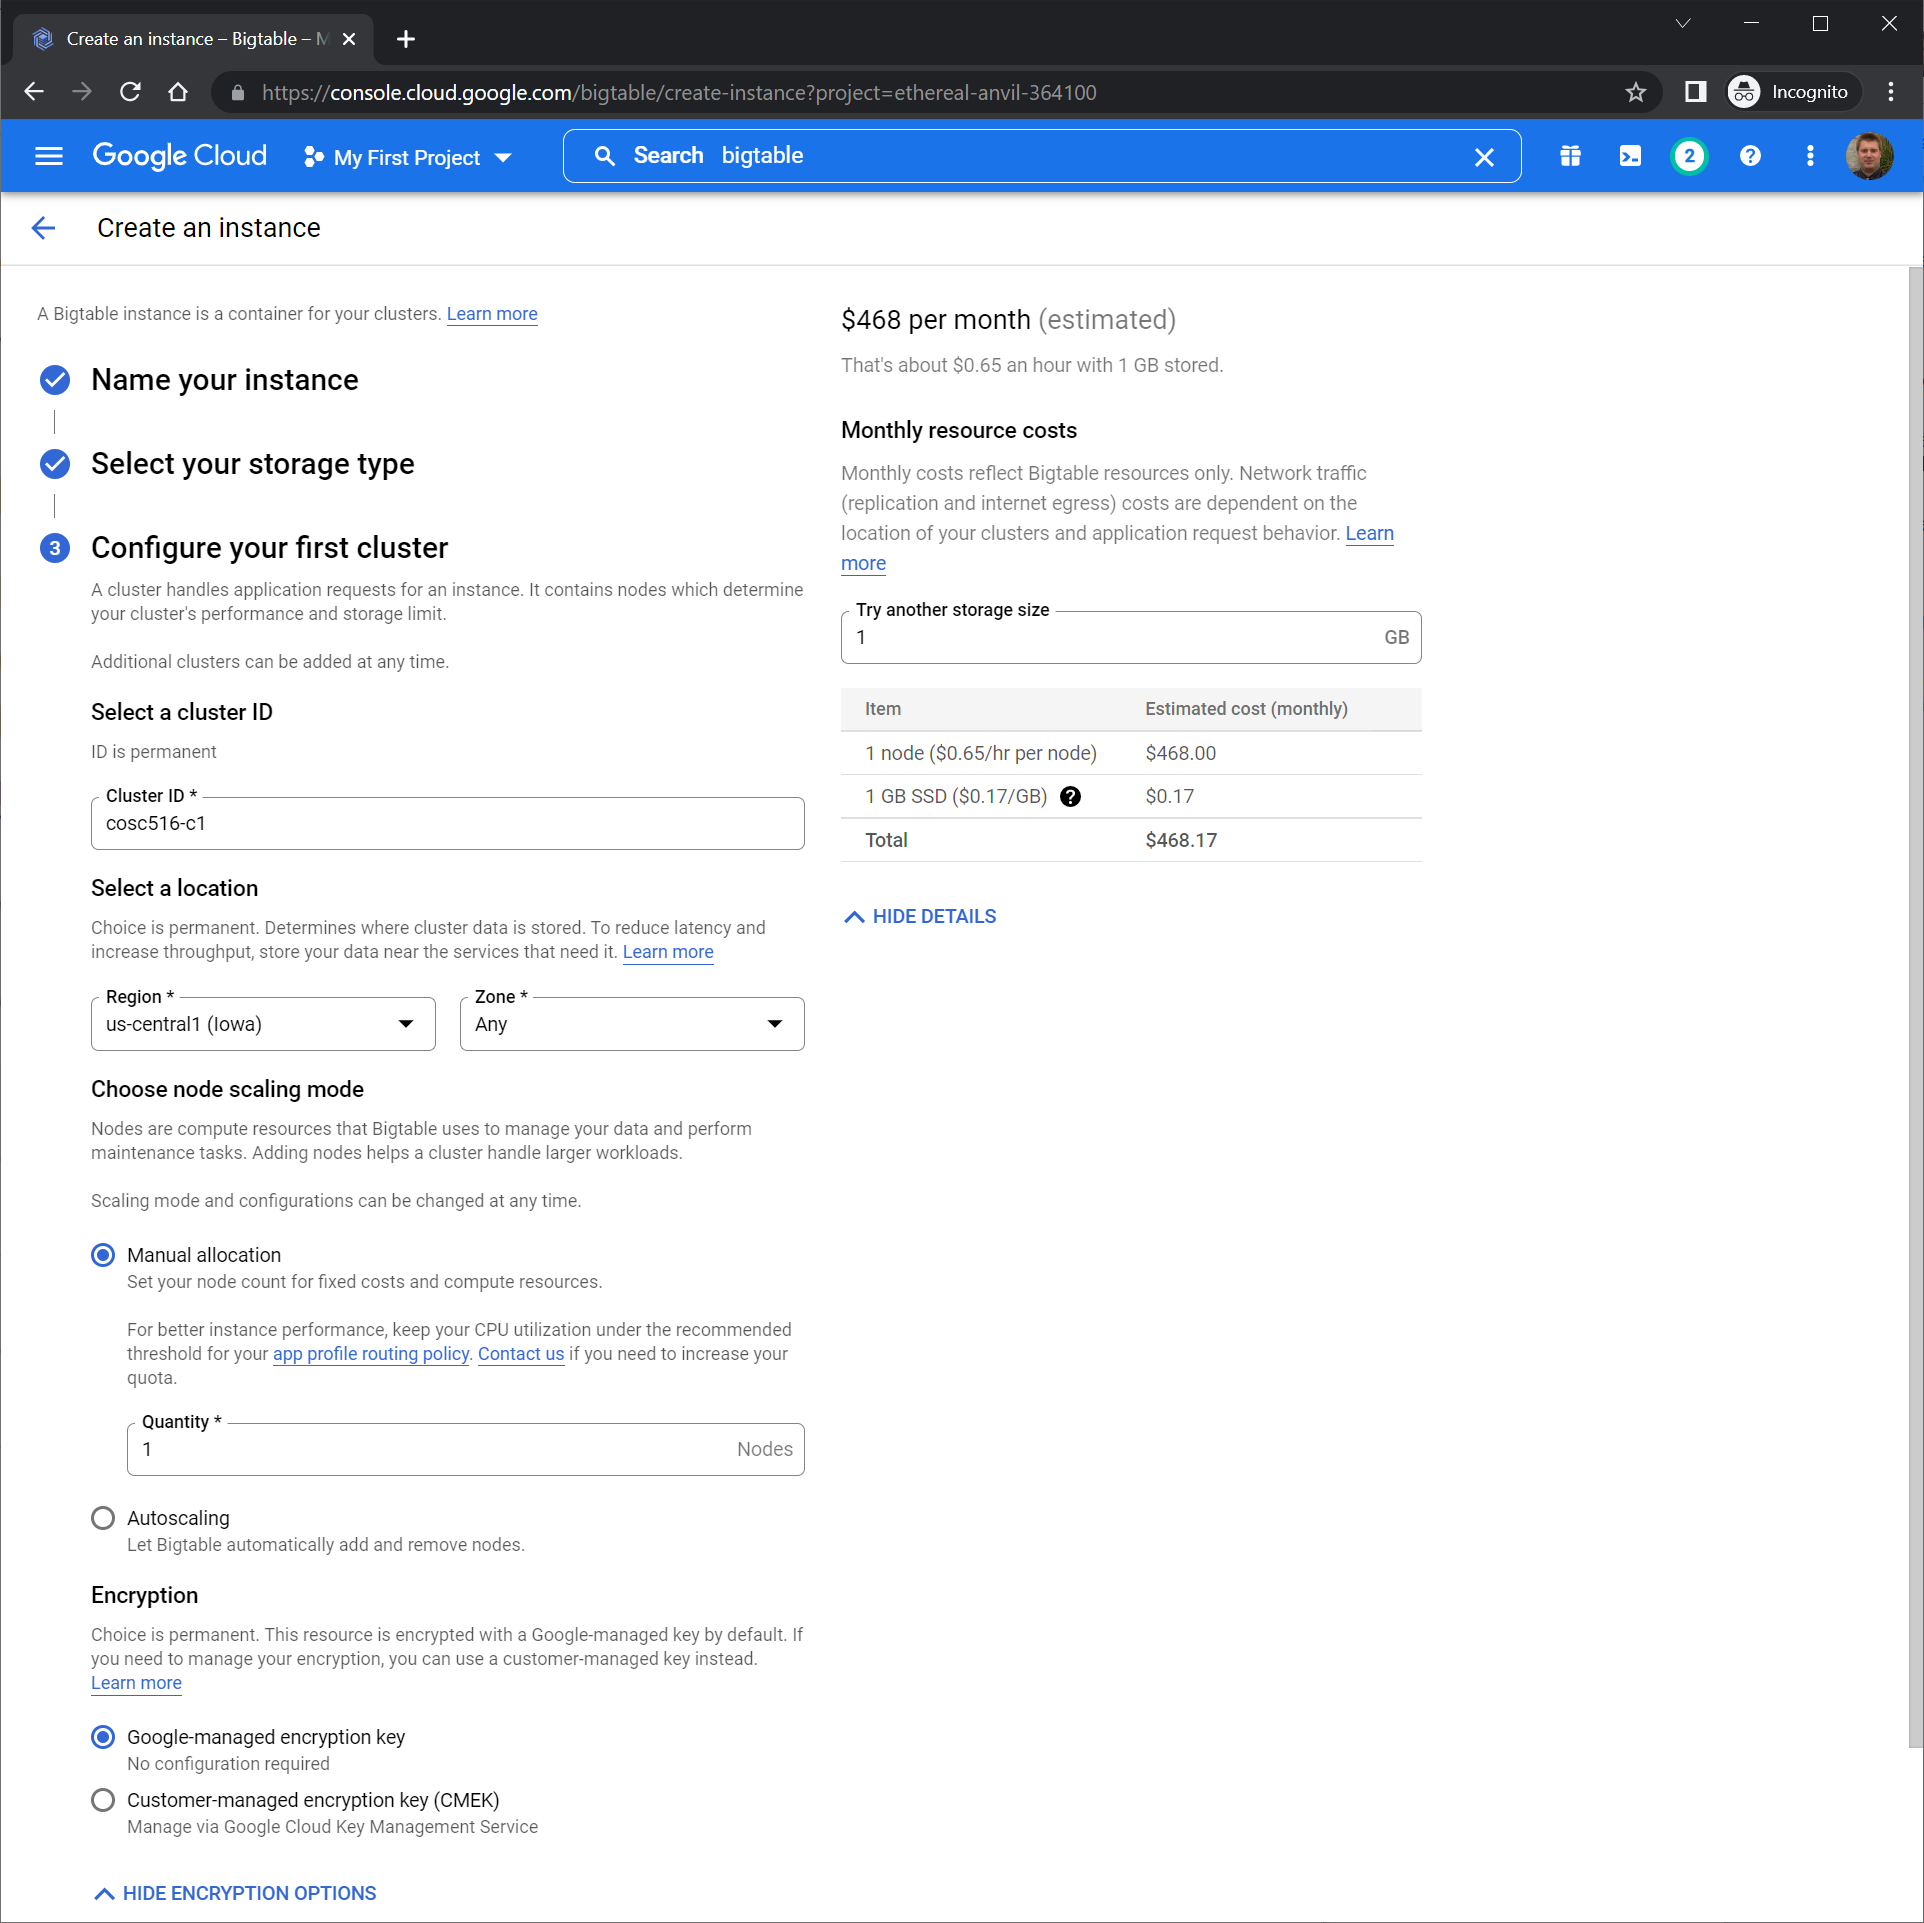 Create an instance – Bigtable –
https://console.cloud.google.com/bigtable/create-instance?project=ethereal-anvil-364100
Incognito
Google Cloud
My First Project
Search bigtable
2
Create an instance
A Bigtable instance is a container for your clusters. Learn more
Name your instance
Select your storage type
3
Configure your first cluster
A cluster handles application requests for an instance. It contains nodes which determine
your cluster's performance and storage limit.
Additional clusters can be added at any time.
Select a cluster ID
ID is permanent
Cluster ID *
cosc516-c1
Select a location
Choice is permanent. Determines where cluster data is stored. To reduce latency and
increase throughput, store your data near the services that need it. Learn more
Region *
us-central1 (Iowa)
Zone *
Any
Choose node scaling mode
Nodes are compute resources that Bigtable uses to manage your data and perform
maintenance tasks. Adding nodes helps a cluster handle larger workloads.
Scaling mode and configurations can be changed at any time.
Manual allocation
Set your node count for fixed costs and compute resources.
For better instance performance, keep your CPU utilization under the recommended
threshold for your app profile routing policy. Contact us if you need to increase your
quota.
Quantity *
1 Nodes
Autoscaling
Let Bigtable automatically add and remove nodes.
Encryption
Choice is permanent. This resource is encrypted with a Google-managed key by default. If
you need to manage your encryption, you can use a customer-managed key instead.
Learn more
Google-managed encryption key
No configuration required
Customer-managed encryption key (CMEK)
Manage via Google Cloud Key Management Service
HIDE ENCRYPTION OPTIONS
$468 per month (estimated)
That's about $0.65 an hour with 1 GB stored.
Monthly resource costs
Monthly costs reflect Bigtable resources only. Network traffic
(replication and internet egress) costs are dependent on the
location of your clusters and application request behavior. Learn
more
Try another storage size
1 GB
Item Estimated cost (monthly)
1 node ($0.65/hr per node) $468.00
1 GB SSD ($0.17/GB) $0.17
Total $468.17
HIDE DETAILS